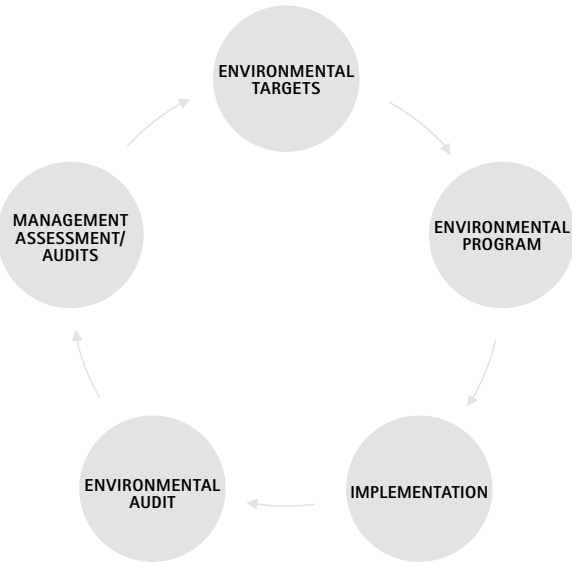 ENVIRONMENTAL
TARGETS
ENVIRONMENTAL
PROGRAM
IMPLEMENTATION
ENVIRONMENTAL
AUDIT
MANAGEMENT
ASSESSMENT/
AUDITS